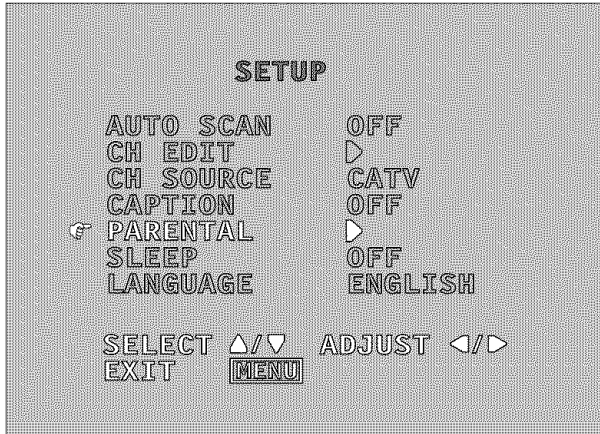 SETUP
AUTO SCAN OFF
CH EDIT ▷
CH SOURCE CATV
CAPTION OFF
PARENTAL ▷
SLEEP OFF
LANGUAGE ENGLISH
SELECT △/▽ ADJUST ◁/▷
EXIT MENU